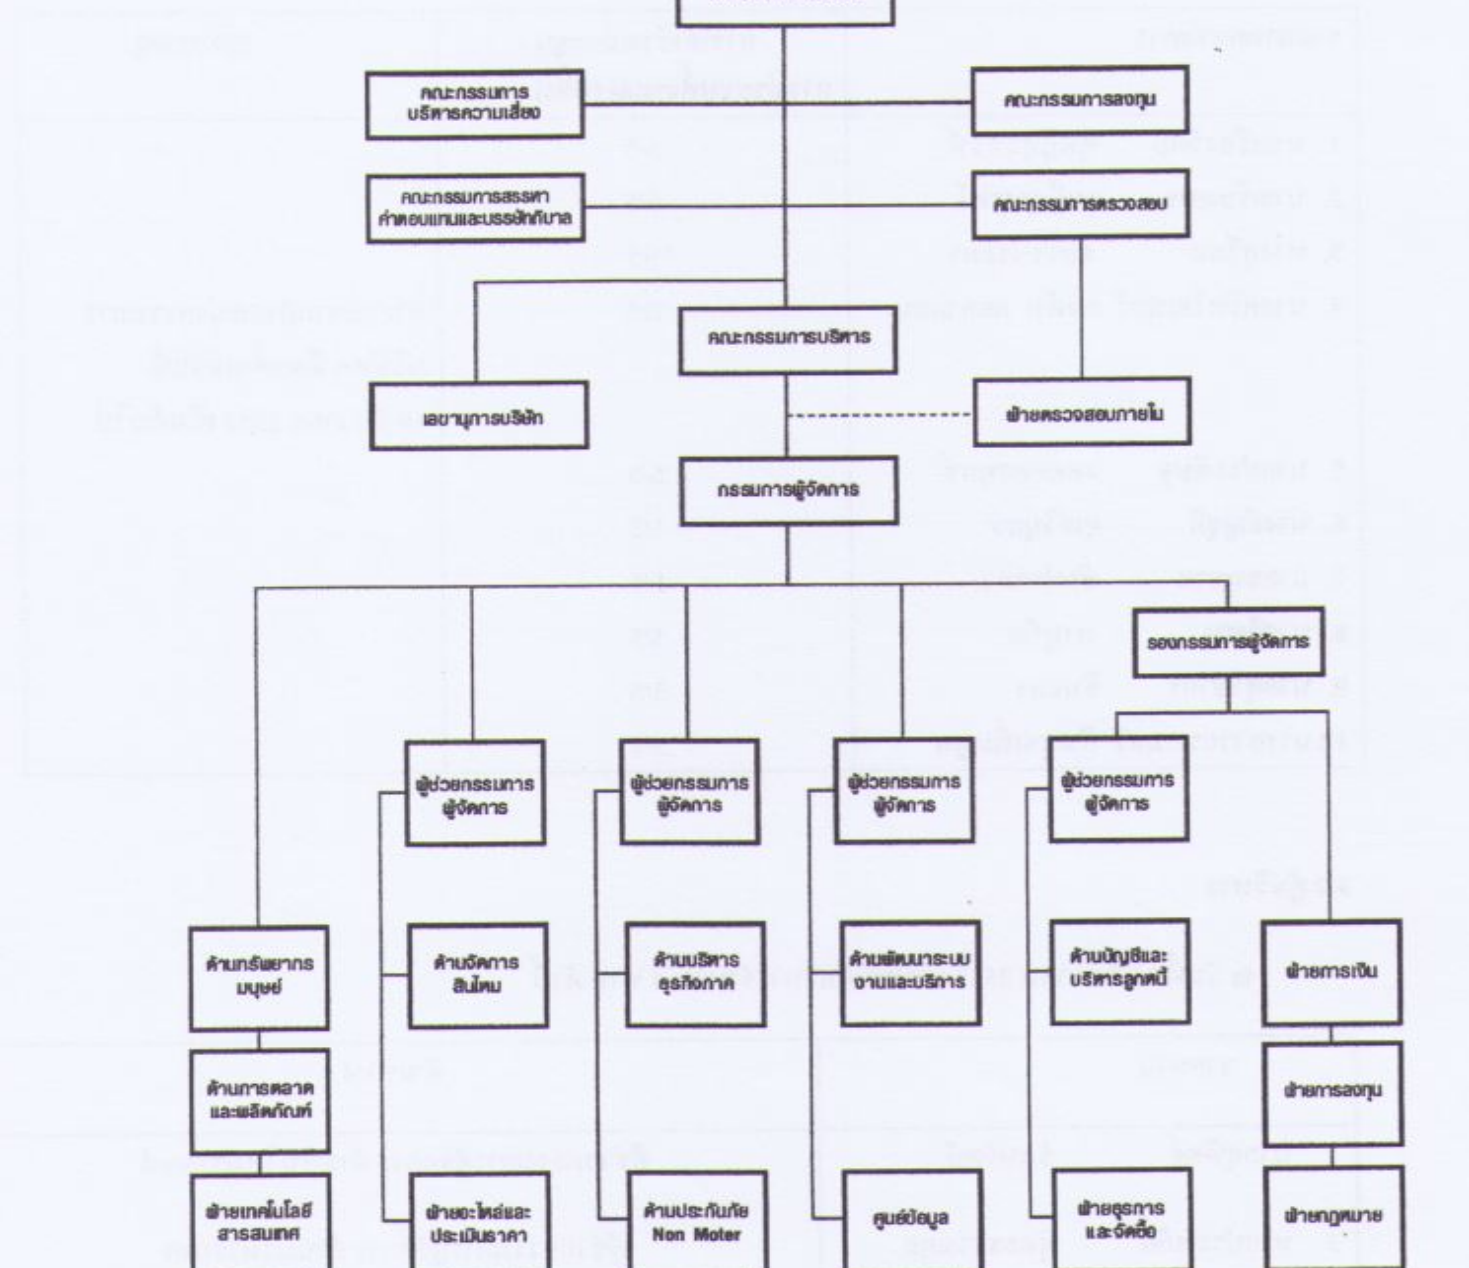 คณะกรรมการ
บริหารความเสี่ยง
คณะกรรมการลงทุน
คณะกรรมการสรรหา
ค่าตอบแทนและบรรษัทภิบาล
คณะกรรมการตรวจสอบ
คณะกรรมการบริหาร
เลขานุการบริษัท
ฝ่ายตรวจสอบภายใน
กรรมการผู้จัดการ
รองกรรมการผู้จัดการ
ผู้ช่วยกรรมการ
ผู้จัดการ
ผู้ช่วยกรรมการ
ผู้จัดการ
ผู้ช่วยกรรมการ
ผู้จัดการ
ผู้ช่วยกรรมการ
ผู้จัดการ
ด้านทรัพยากร
มนุษย์
ด้านจัดการ
สินไหม
ด้านบริหาร
ธุรกิจภาค
ด้านพัฒนาระบบ
งานและบริการ
ด้านบัญชีและ
บริหารลูกหนี้
ฝ่ายการเงิน
ด้านการตลาด
และผลิตภัณฑ์
ฝ่ายการลงทุน
ฝ่ายเทคโนโลยี
สารสนเทศ
ฝ่ายอะไหล่และ
ประเมินราคา
ด้านประกันภัย
Non Moter
ศูนย์ข้อมูล
ฝ่ายธุรการ
และจัดซื้อ
ฝ่ายกฎหมาย